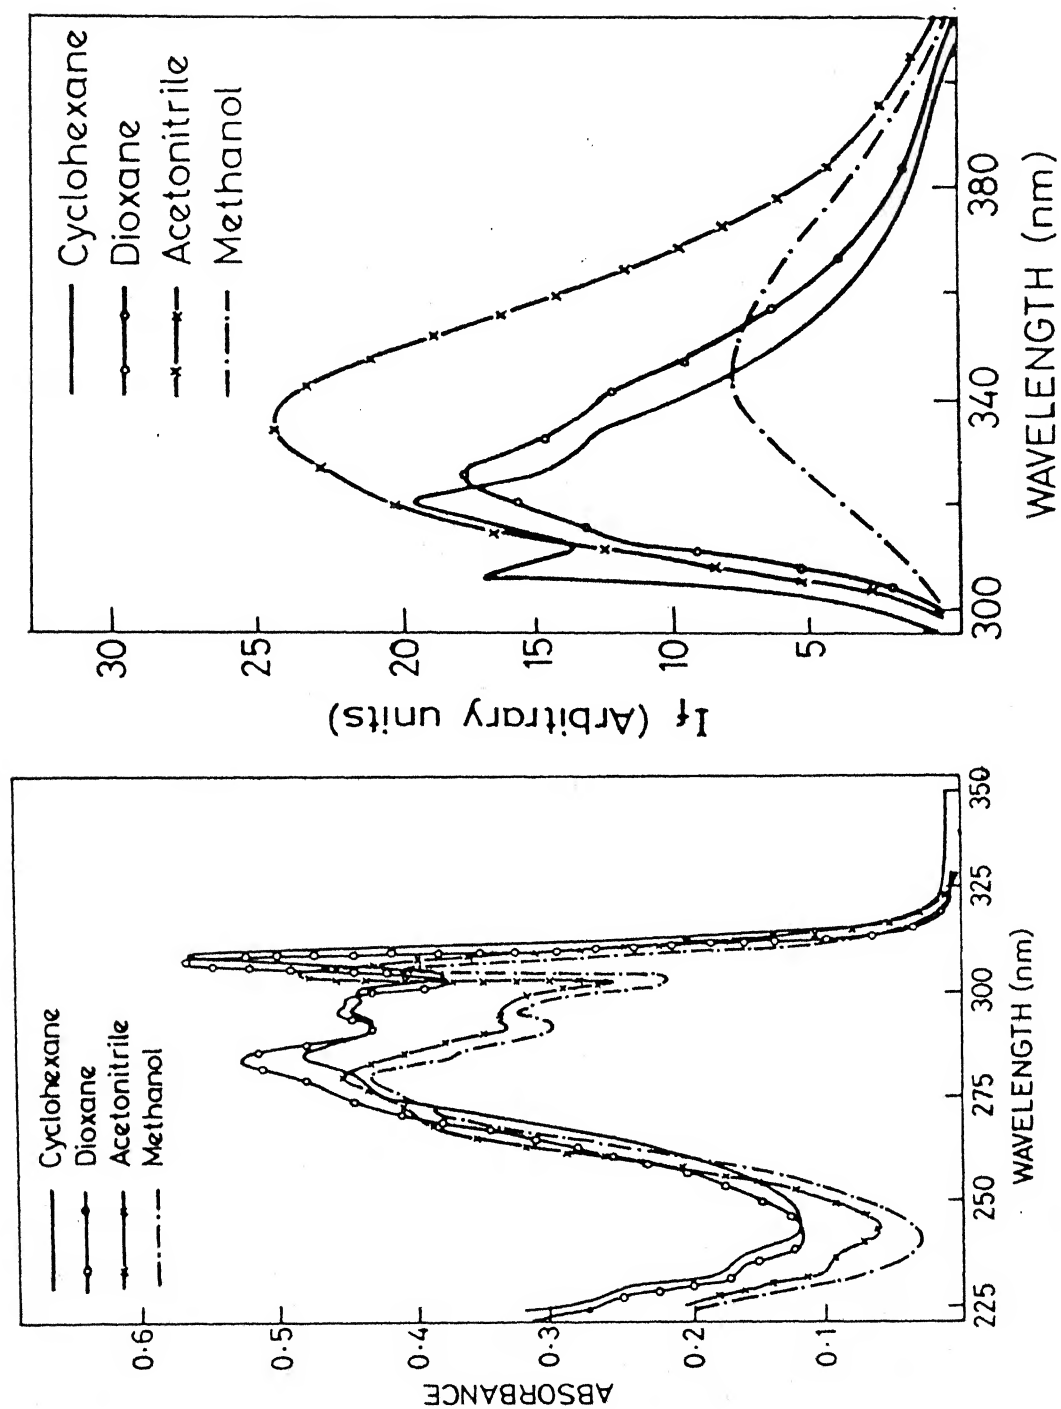 Cyclohexane
Dioxane
Acetonitrile
Methanol
0·6
0·5
0·4
0·3
0·2
0·1
ABSORBANCE
225
250
275
300
325
350
WAVELENGTH (nm)
Cyclohexane
Dioxane
Acetonitrile
Methanol
30
25
20
15
10
5
If (Arbitrary units)
300
340
380
WAVELENGTH (nm)